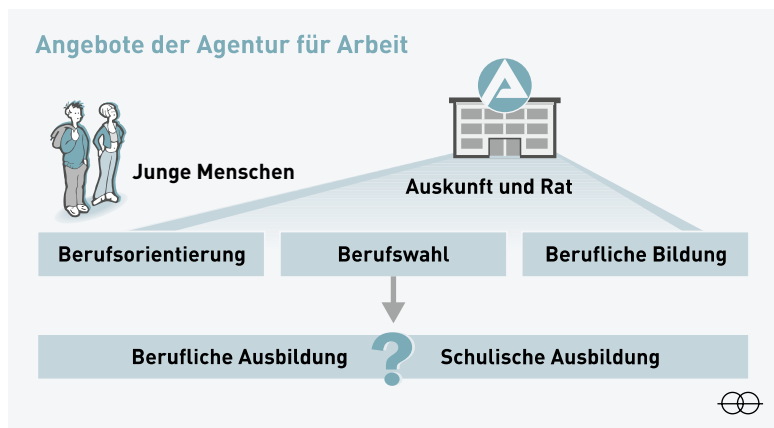 Angebote der Agentur für Arbeit
Junge Menschen
Auskunft und Rat
Berufsorientierung
Berufswahl
Berufliche Bildung
Berufliche Ausbildung
?
Schulische Ausbildung